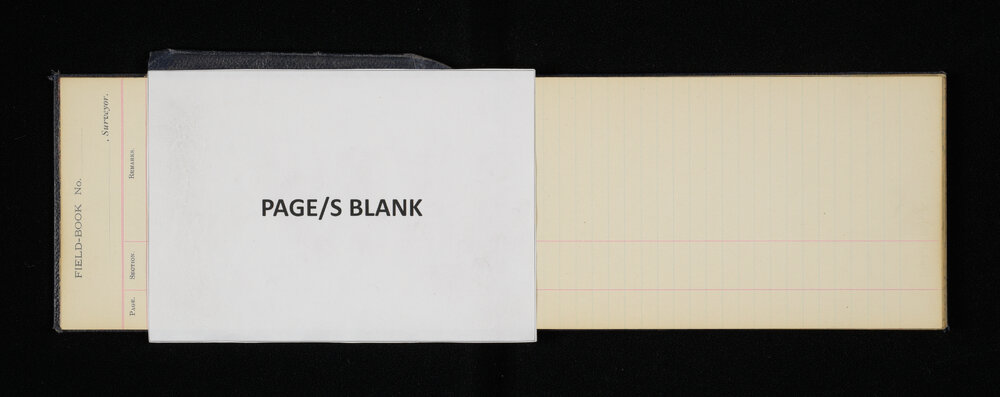 FIELD-BOOK No.
, Surveyor.
PAGE. SECTION. REMARKS.
PAGE/S BLANK